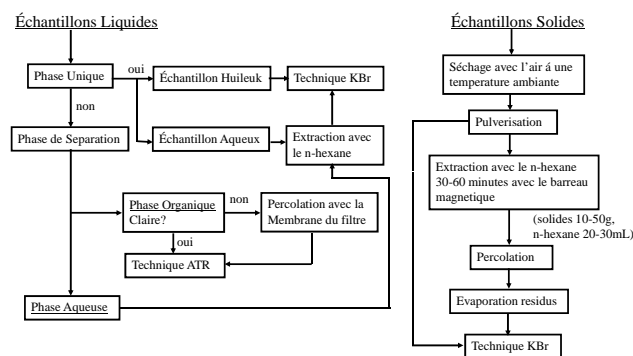 Échantillons Liquides
Phase Unique
oui
Échantillon Huileuk
Technique KBr
non
Phase de Separation
Échantillon Aqueux
Extraction avec
le n-hexane
Phase Organique
Claire?
non
Percolation avec la
Membrane du filtre
oui
Technique ATR
Phase Aqueuse
Échantillons Solides
Séchage avec l'air á une
temperature ambiante
Pulverisation
Extraction avec le n-hexane
30-60 minutes avec le barreau
magnetique
(solides 10-50g,
n-hexane 20-30mL)
Percolation
Evaporation residus
Technique KBr